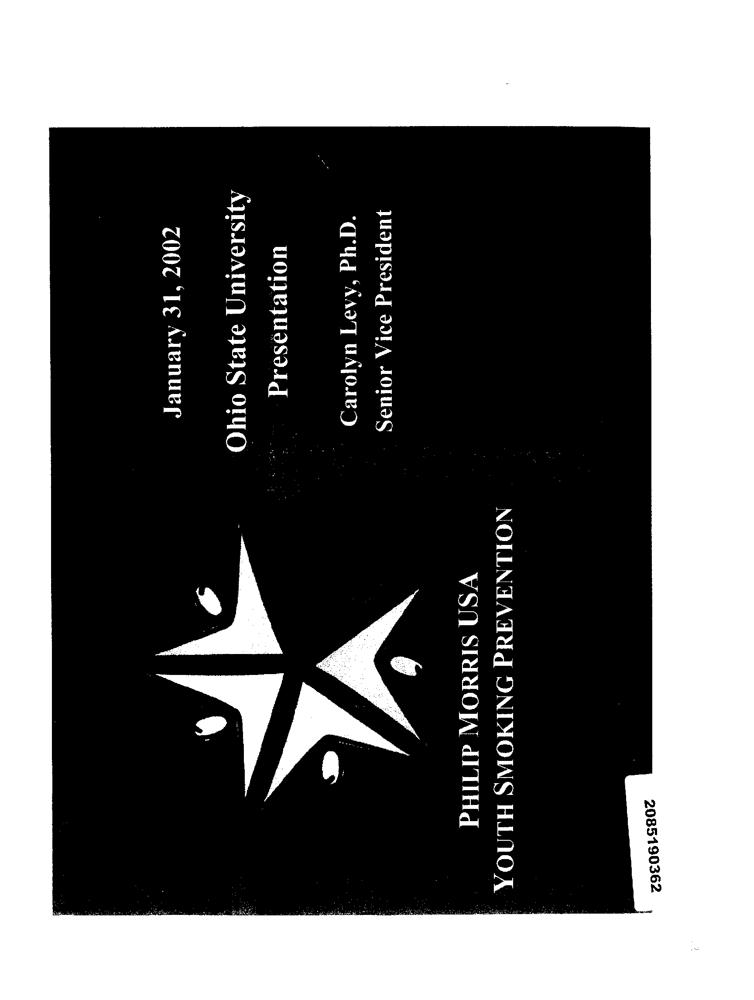 January 31, 2002
Ohio State University
Presentation
Carolyn Levy, Ph.D.
Senior Vice President
PHILIP MORRIS USA
YOUTH SMOKING PREVENTION
2085190362